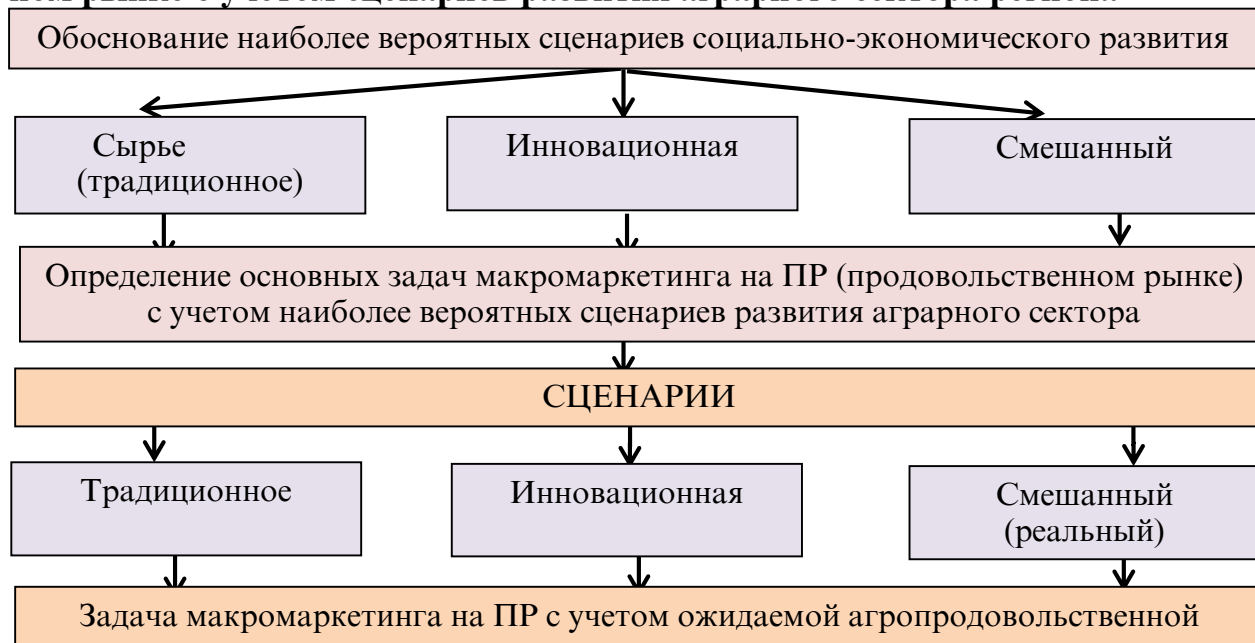 Обоснование наиболее вероятных сценариев социально-экономического развития
Сырье
(традиционное)
Инновационная
Смешанный
Определение основных задач макромаркетинга на ПР (продовольственном рынке)
с учетом наиболее вероятных сценариев развития аграрного сектора
СЦЕНАРИИ
Традиционное
Инновационная
Смешанный
(реальный)
Задача макромаркетинга на ПР с учетом ожидаемой агропродовольственной